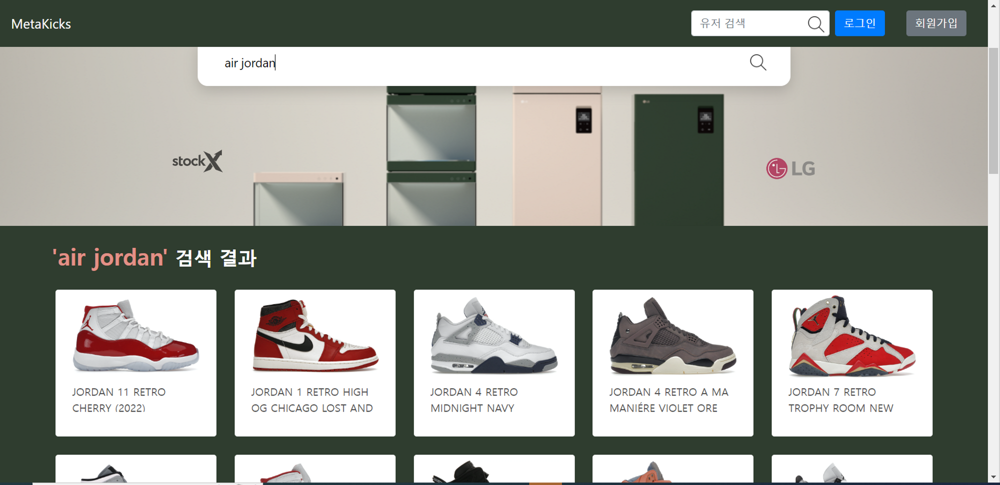 MetaKicks
유저 검색
로그인
회원가입
air jordan
stockX
LG
'air jordan' 검색 결과
JORDAN 11 RETRO
CHERRY (2022)
JORDAN 1 RETRO HIGH
OG CHICAGO LOST AND
JORDAN 4 RETRO
MIDNIGHT NAVY
JORDAN 4 RETRO A MA
MANIÉRE VIOLET ORE
JORDAN 7 RETRO
TROPHY ROOM NEW